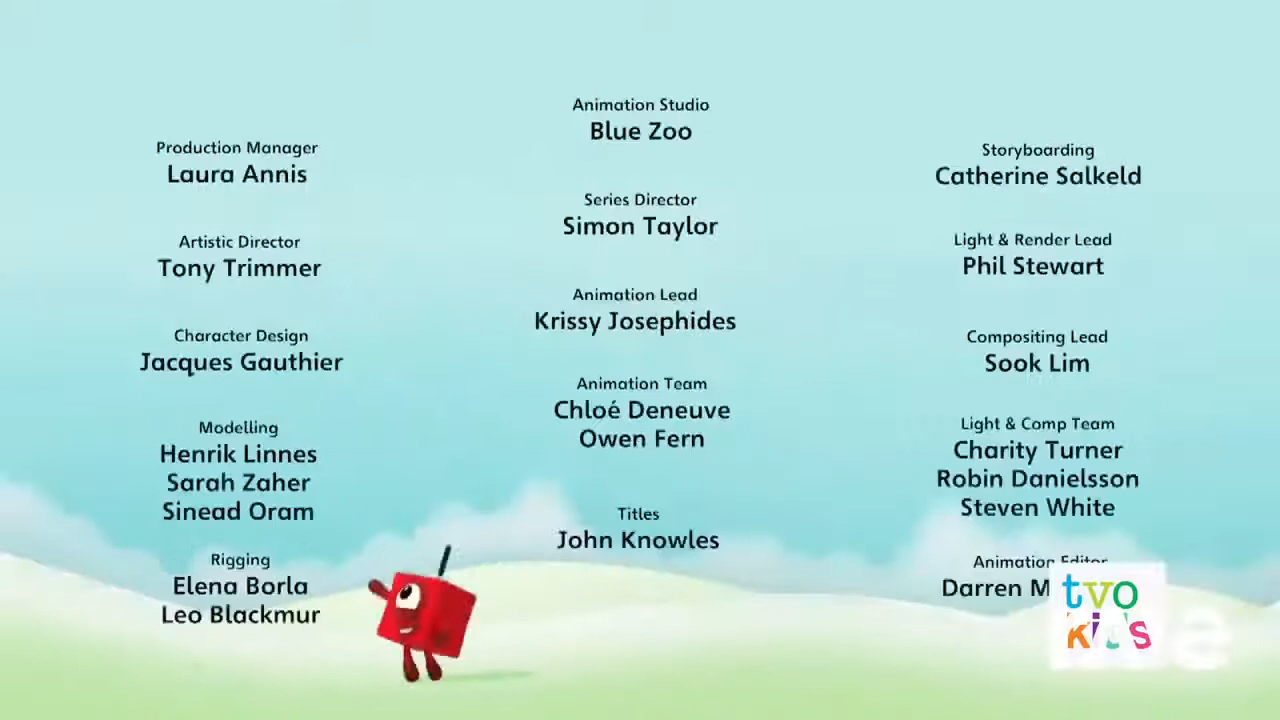 Production Manager
Laura Annis
Artistic Director
Tony Trimmer
Character Design
Jacques Gauthier
Modelling
Henrik Linnes
Sarah Zaher
Sinead Oram
Rigging
Elena Borla
Leo Blackmur
Animation Studio
Blue Zoo
Series Director
Simon Taylor
Animation Lead
Krissy Josephides
Animation Team
Chloé Deneuve
Owen Fern
Titles
John Knowles
Storyboarding
Catherine Salkeld
Light & Render Lead
Phil Stewart
Compositing Lead
Sook Lim
Light & Comp Team
Charity Turner
Robin Danielsson
Steven White
Animation Editor
Darren
tvo
kids